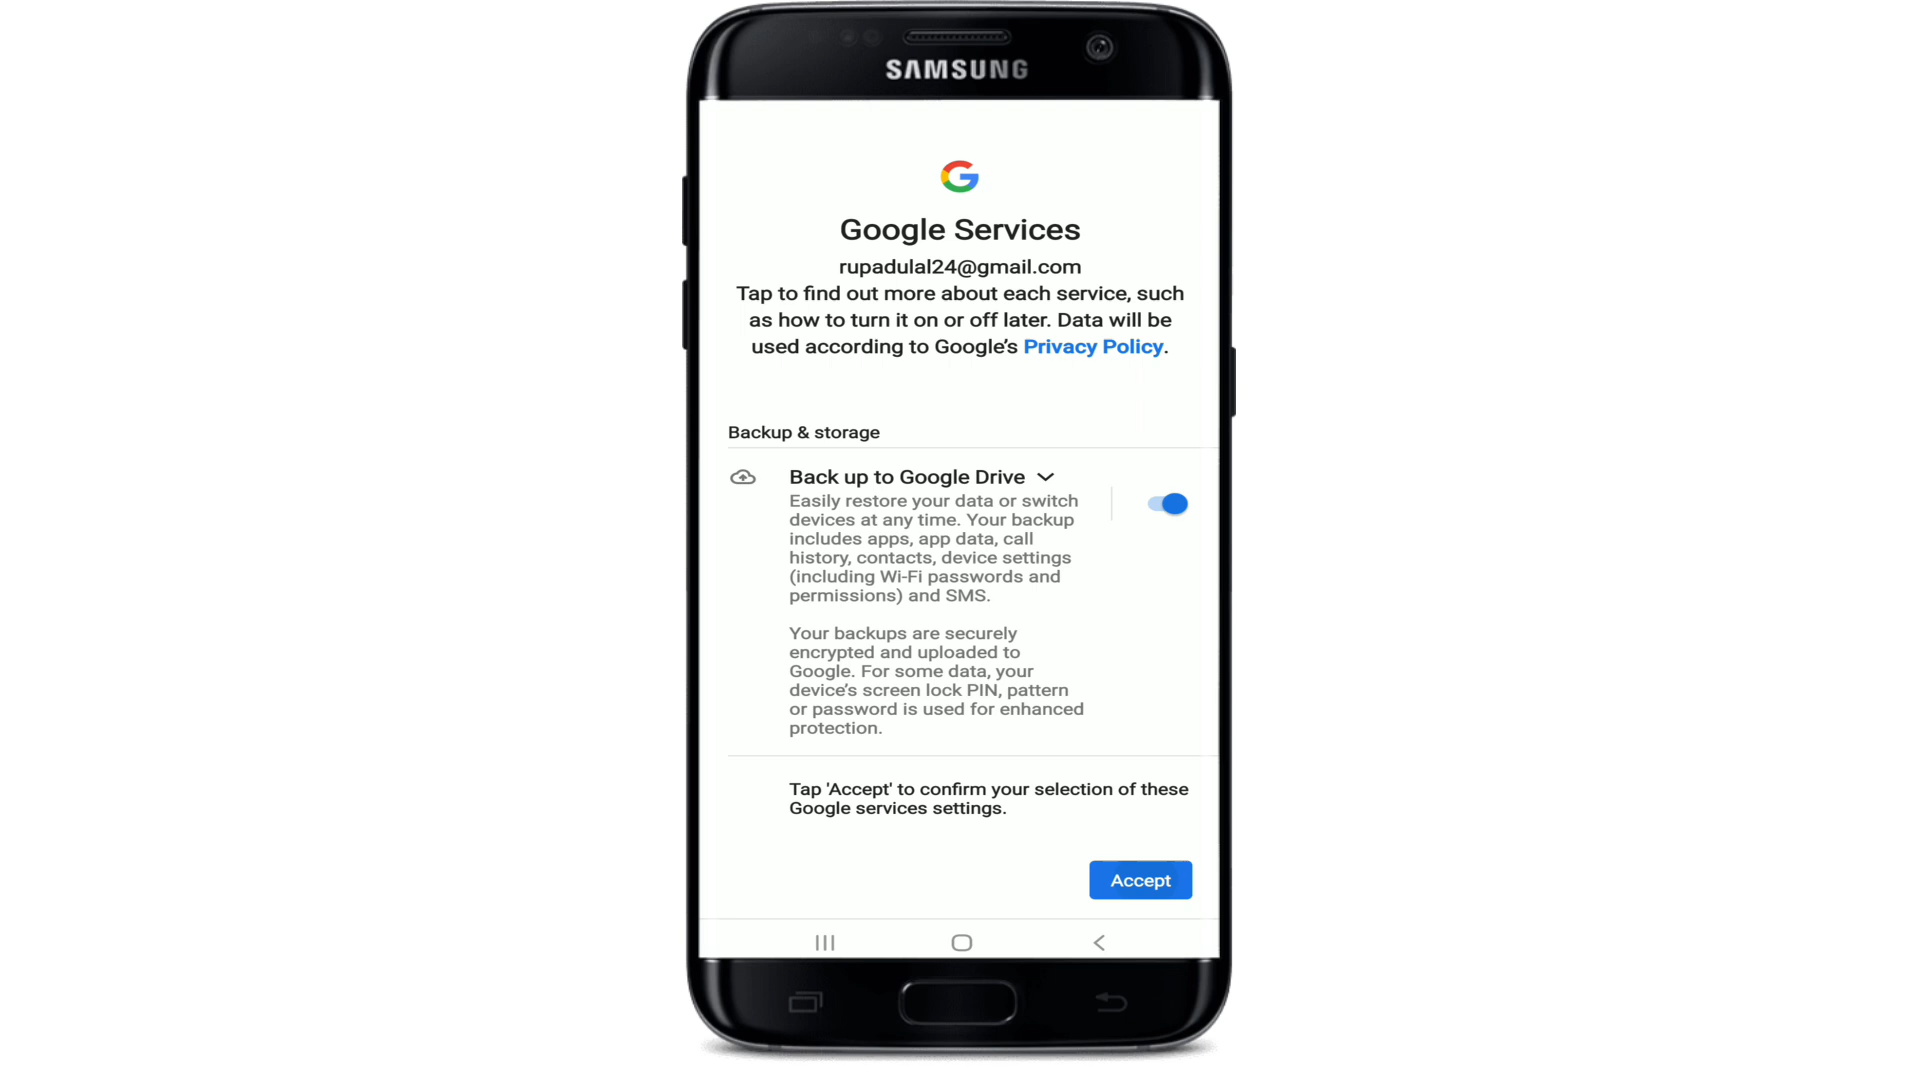 SAMSUNG
Google Services
rupadulal24@gmail.com
Tap to find out more about each service, such
as how to turn it on or off later. Data will be
used according to Google’s Privacy Policy.
Backup & storage
Back up to Google Drive
Easily restore your data or switch
devices at any time. Your backup
includes apps, app data, call
history, contacts, device settings
(including Wi-Fi passwords and
permissions) and SMS.
Your backups are securely
encrypted and uploaded to
Google. For some data, your
device’s screen lock PIN, pattern
or password is used for enhanced
protection.
Tap 'Accept' to confirm your selection of these
Google services settings.
Accept